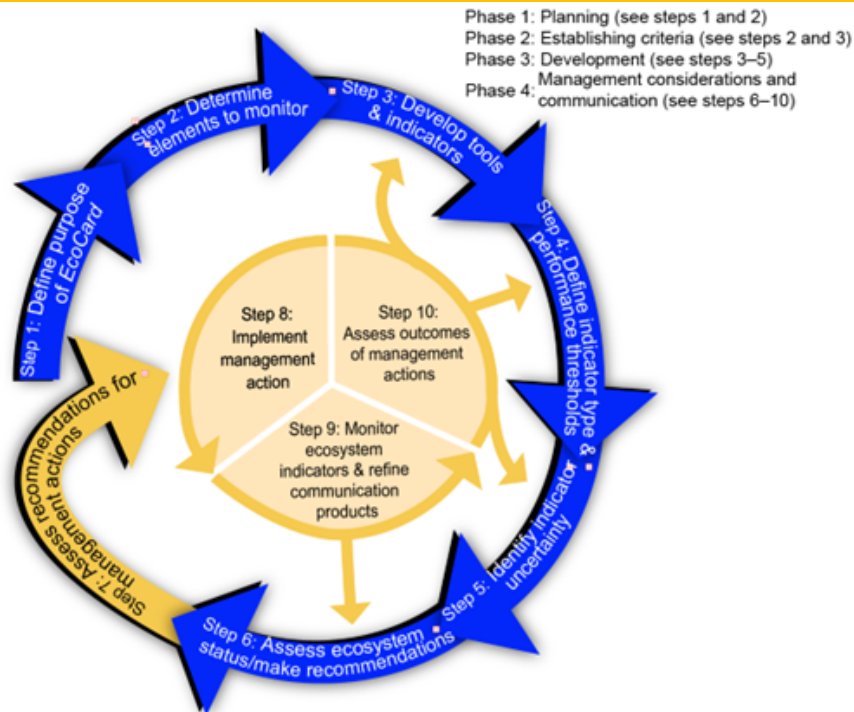 Phase 1: Planning (see steps 1 and 2)
Phase 2: Establishing criteria (see steps 2 and 3)
Phase 3: Development (see steps 3–5)
Phase 4: Management considerations and
communication (see steps 6–10)
Step 1: Define purpose
of EcoCard
Step 2: Determine
elements to monitor
Step 3: Develop tools
& indicators
Step 4: Define indicator type &
performance thresholds
Step 5: Identify indicator
uncertainty
Step 6: Assess ecosystem
status/make recommendations
Step 7: Assess recommendations for
management actions
Step 8:
Implement
management
action
Step 9: Monitor
ecosystem
indicators & refine
communication
products
Step 10:
Assess outcomes
of management
actions